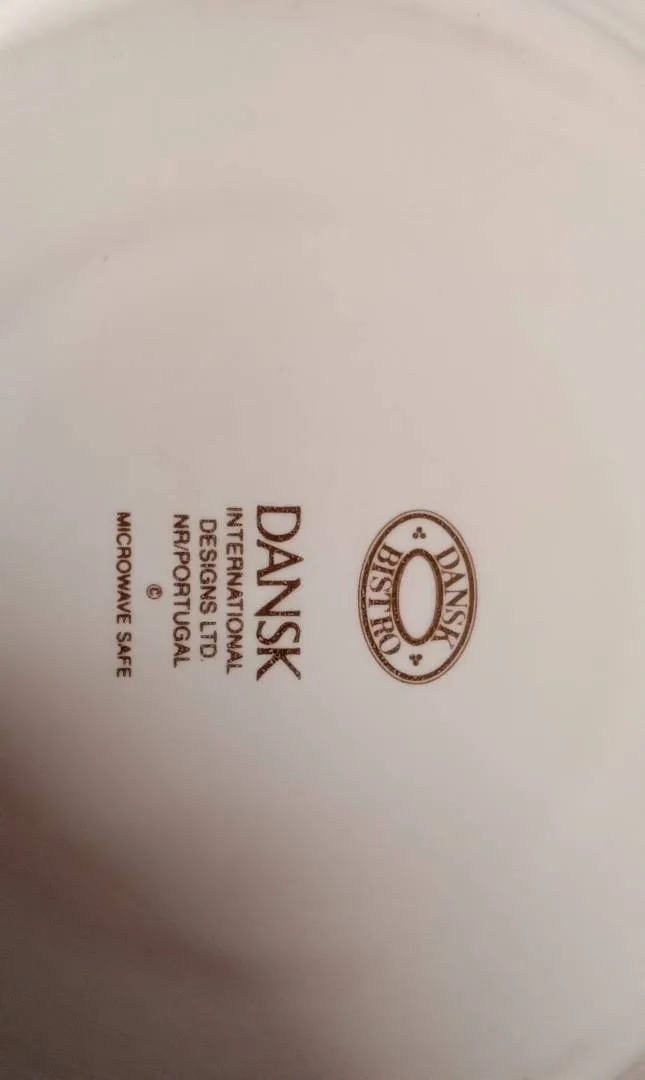 DANSK
BISTRO
DANSK
INTERNATIONAL
DESIGNS LTD.
NR/PORTUGAL
©
MICROWAVE SAFE